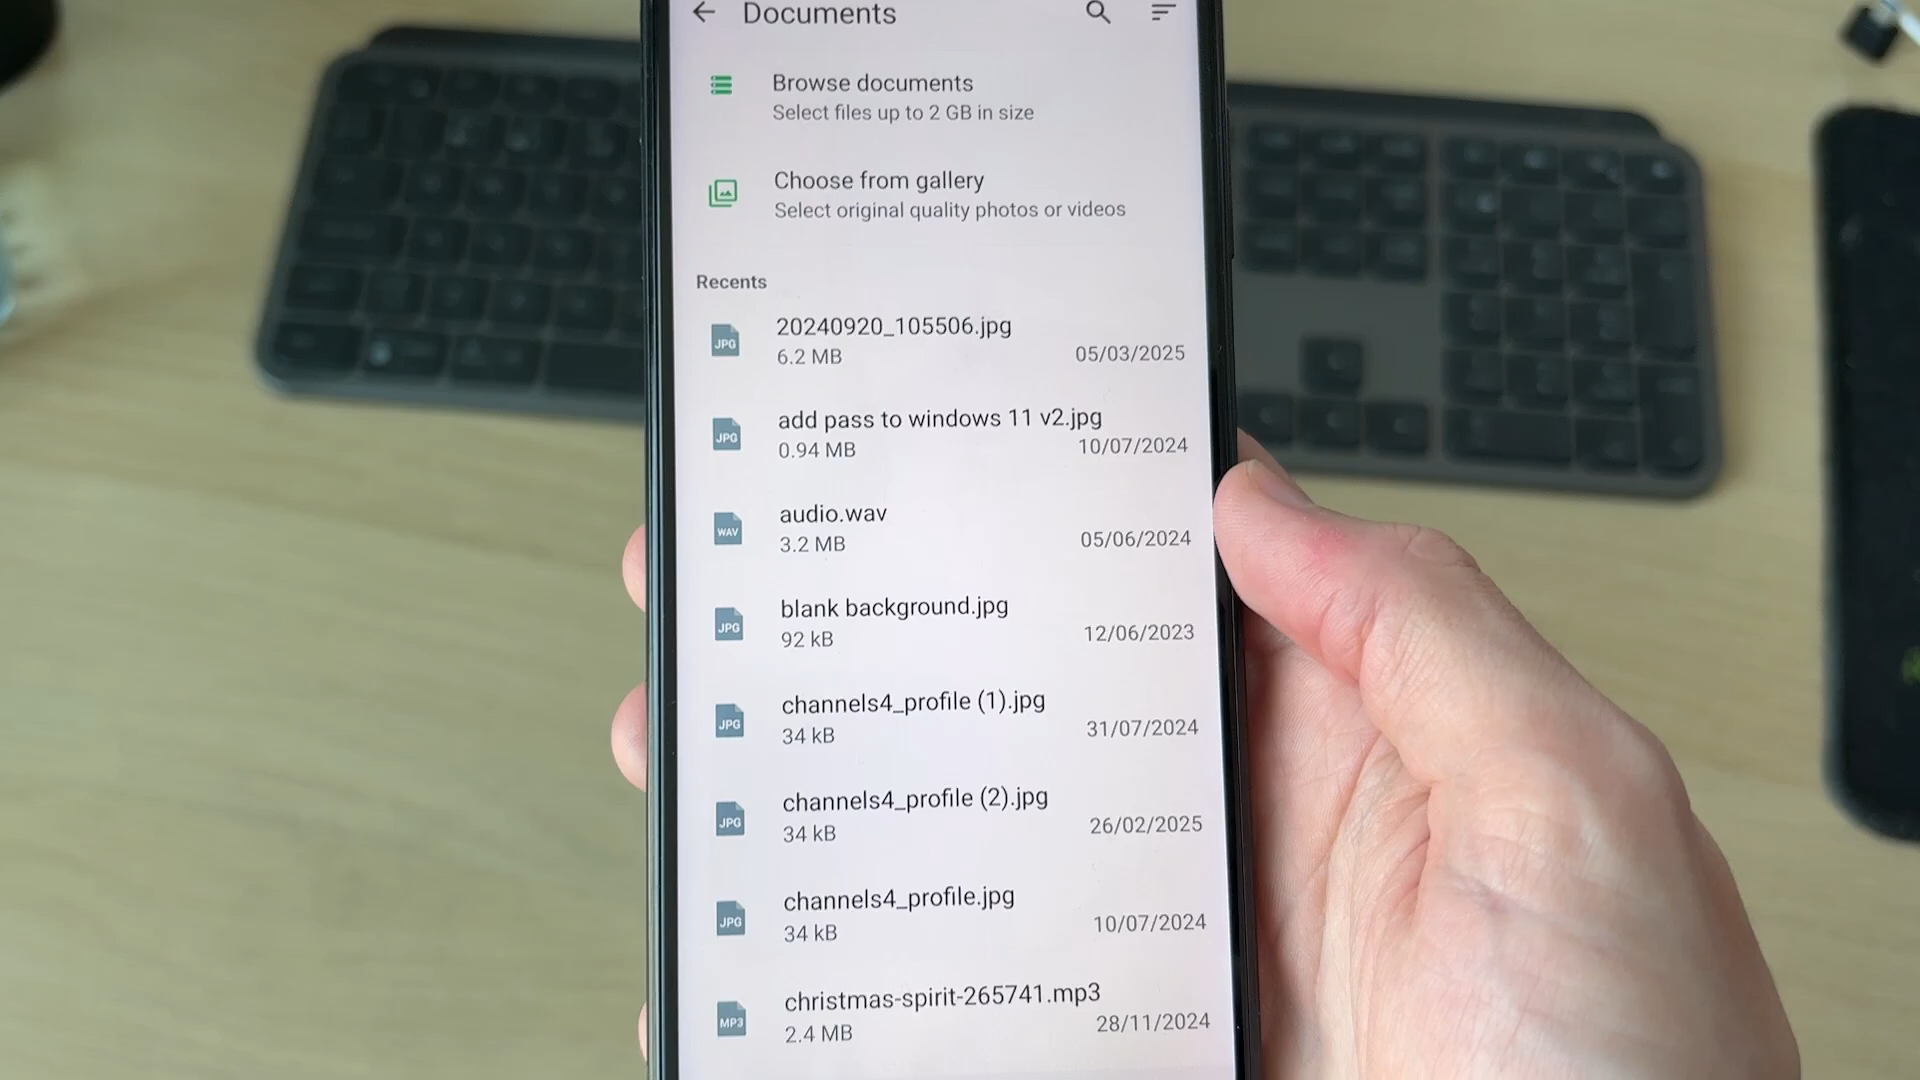 Documents
Browse documents
Select files up to 2 GB in size
Choose from gallery
Select original quality photos or videos
Recents
JPG
20240920_105506.jpg
6.2 MB
05/03/2025
JPG
add pass to windows 11 v2.jpg
0.94 MB
10/07/2024
WAV
audio.wav
3.2 MB
05/06/2024
JPG
blank background.jpg
92 kB
12/06/2023
JPG
channels4_profile (1).jpg
34 kB
31/07/2024
JPG
channels4_profile (2).jpg
34 kB
26/02/2025
JPG
channels4_profile.jpg
34 kB
10/07/2024
MP3
christmas-spirit-265741.mp3
2.4 MB
28/11/2024